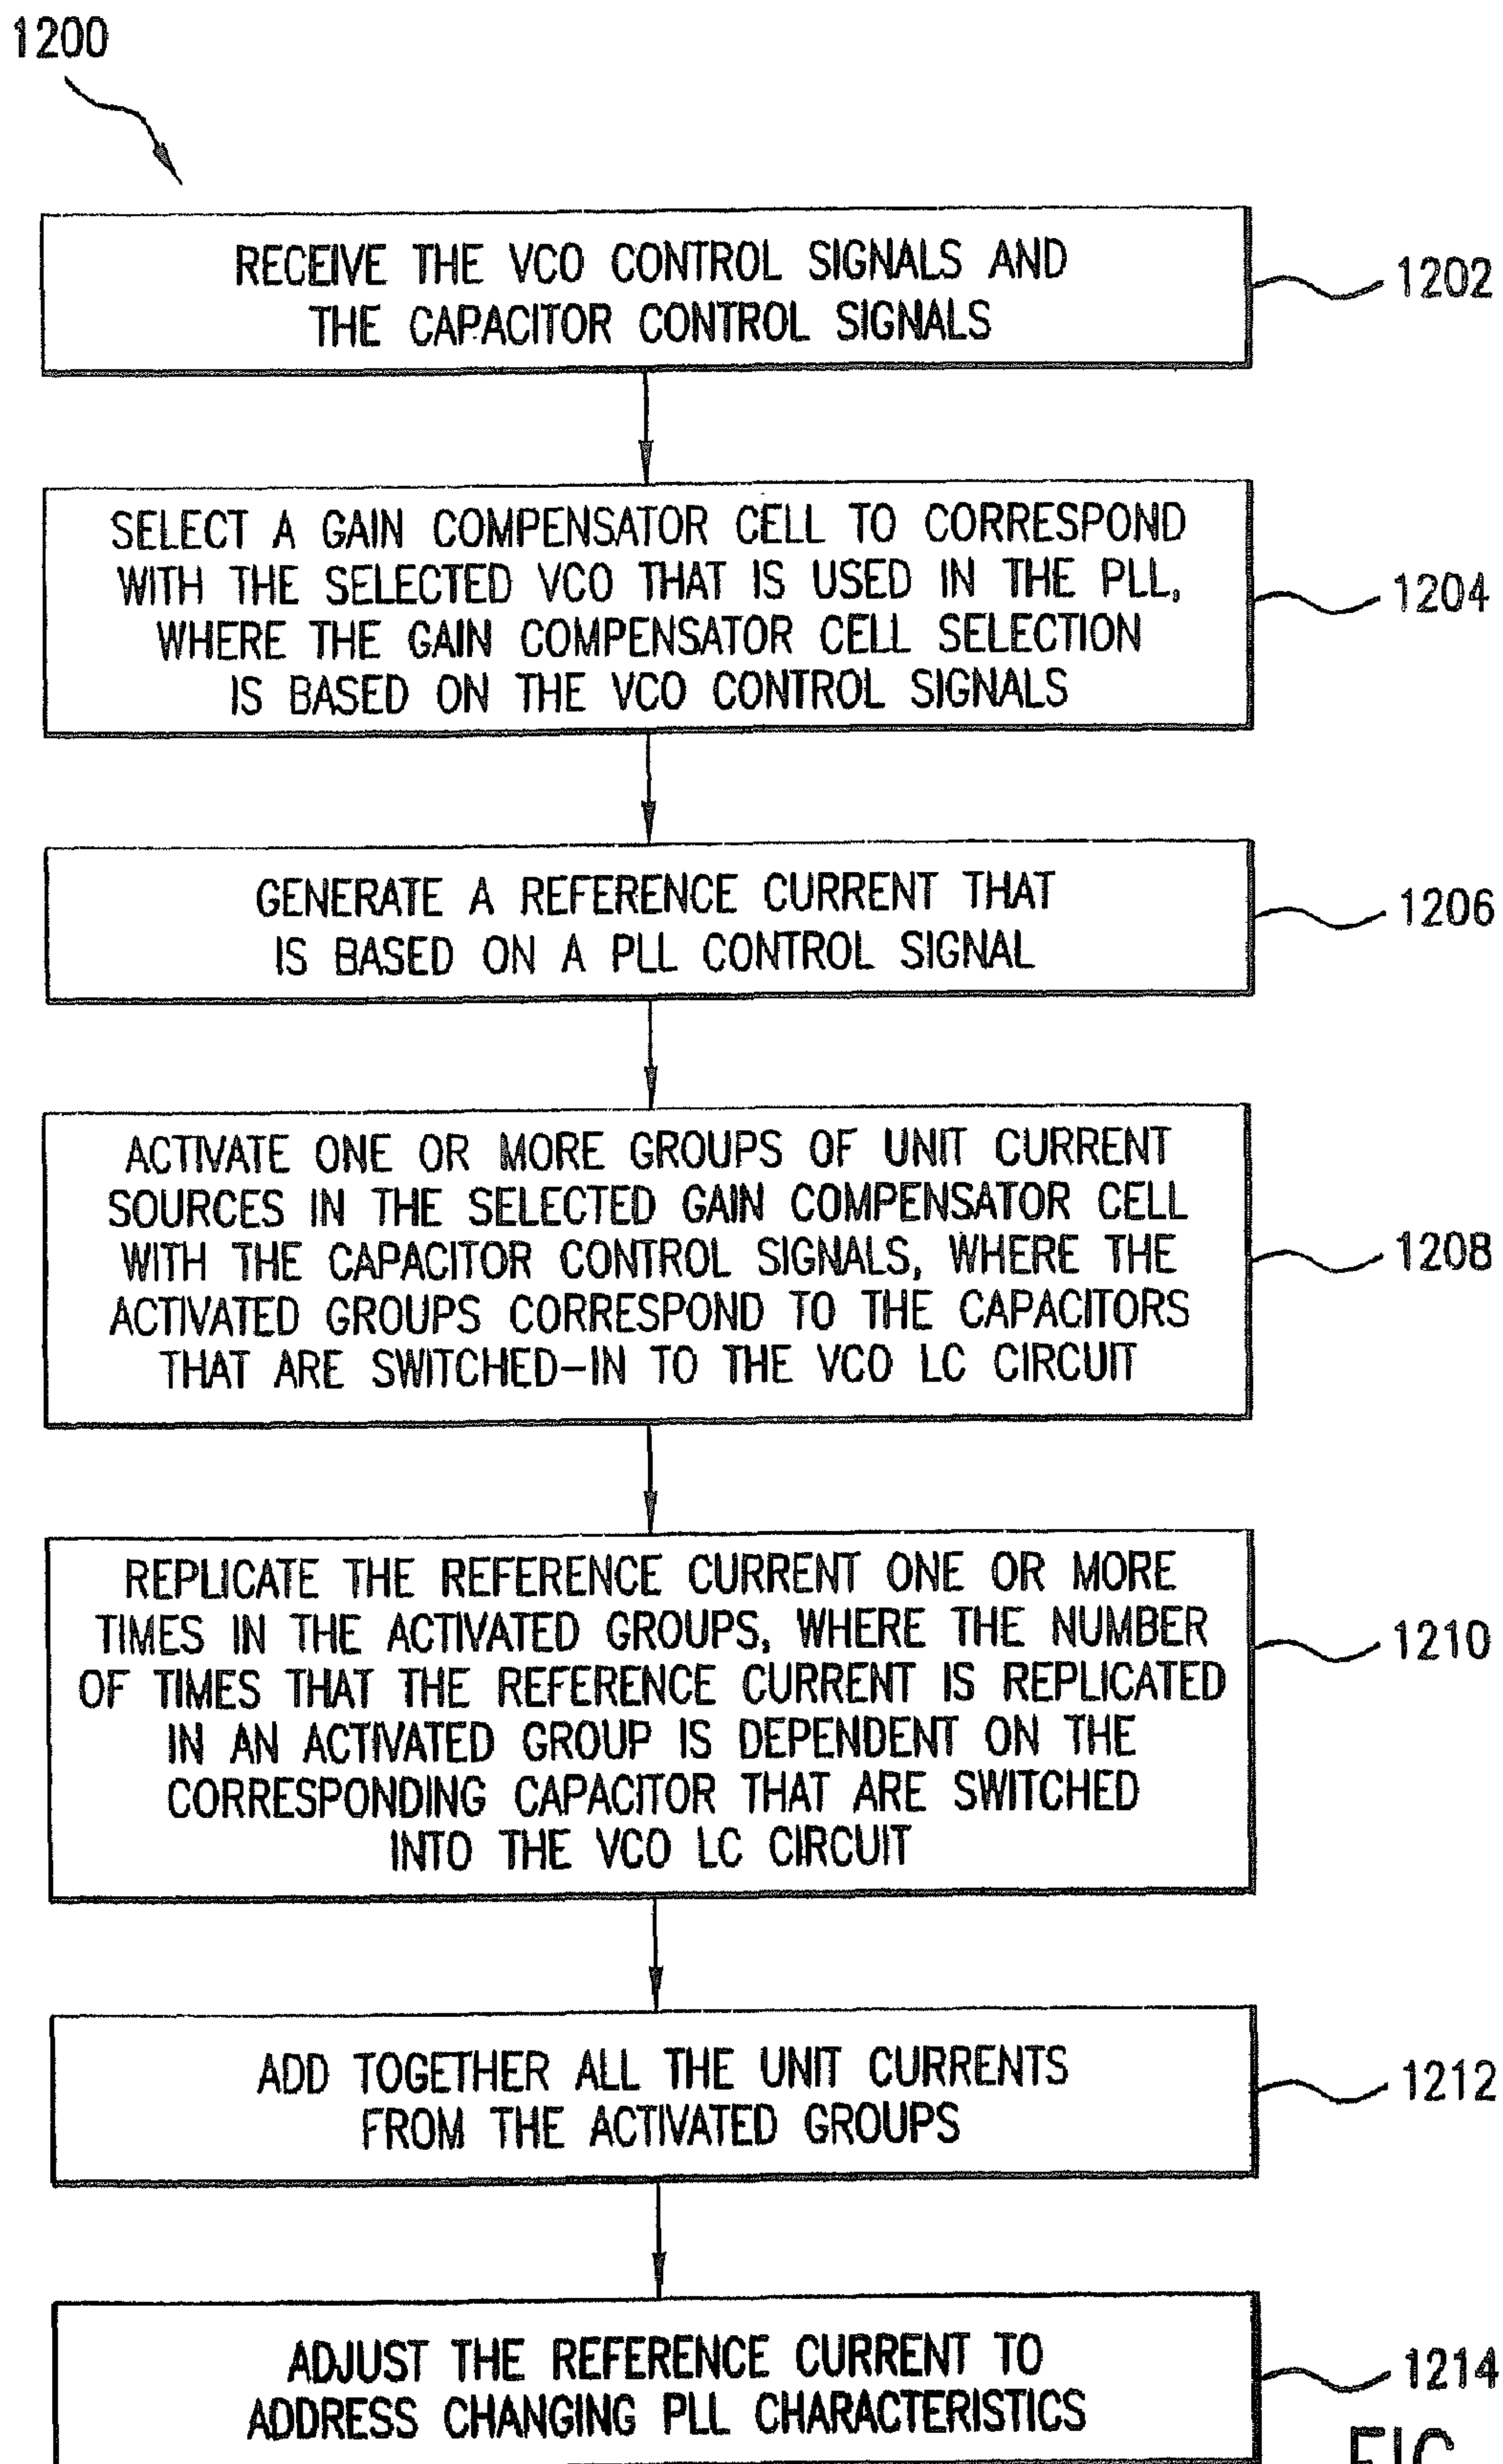 1200
RECEIVE THE VCO CONTROL SIGNALS AND
THE CAPACITOR CONTROL SIGNALS
1202
SELECT A GAIN COMPENSATOR CELL TO CORRESPOND
WITH THE SELECTED VCO THAT IS USED IN THE PLL,
WHERE THE GAIN COMPENSATOR CELL SELECTION
IS BASED ON THE VCO CONTROL SIGNALS
1204
GENERATE A REFERENCE CURRENT THAT
IS BASED ON A PLL CONTROL SIGNAL
1206
ACTIVATE ONE OR MORE GROUPS OF UNIT CURRENT
SOURCES IN THE SELECTED GAIN COMPENSATOR CELL
WITH THE CAPACITOR CONTROL SIGNALS, WHERE THE
ACTIVATED GROUPS CORRESPOND TO THE CAPACITORS
THAT ARE SWITCHED-IN TO THE VCO LC CIRCUIT
1208
REPLICATE THE REFERENCE CURRENT ONE OR MORE
TIMES IN THE ACTIVATED GROUPS, WHERE THE NUMBER
OF TIMES THAT THE REFERENCE CURRENT IS REPLICATED
IN AN ACTIVATED GROUP IS DEPENDENT ON THE
CORRESPONDING CAPACITOR THAT ARE SWITCHED
INTO THE VCO LC CIRCUIT
1210
ADD TOGETHER ALL THE UNIT CURRENTS
FROM THE ACTIVATED GROUPS
1212
ADJUST THE REFERENCE CURRENT TO
ADDRESS CHANGING PLL CHARACTERISTICS
1214